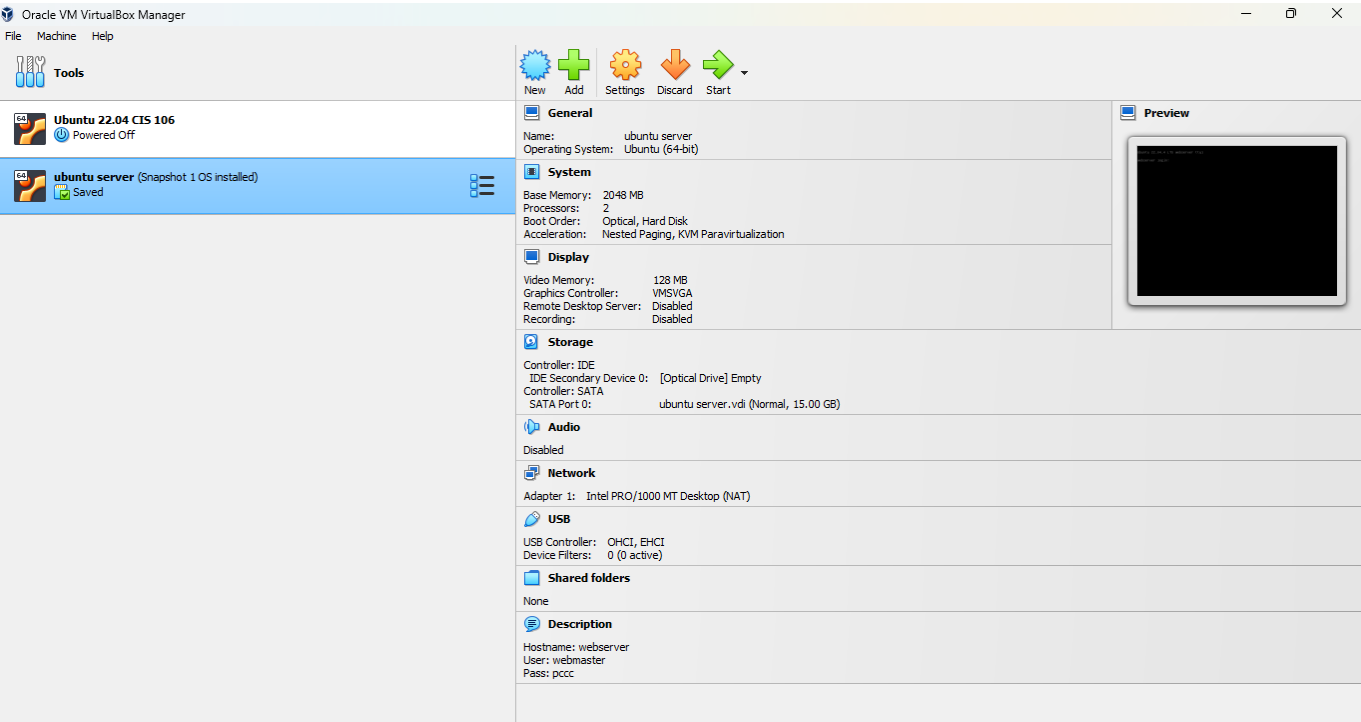 Oracle VM VirtualBox Manager
File Machine Help
Tools
64
Ubuntu 22.04 CIS 106
Powered Off
64
ubuntu server (Snapshot 1 OS installed)
Saved
New Add Settings Discard Start
General
Name: ubuntu server
Operating System: Ubuntu (64-bit)
System
Base Memory: 2048 MB
Processors: 2
Boot Order: Optical, Hard Disk
Acceleration: Nested Paging, KVM Paravirtualization
Display
Video Memory: 128 MB
Graphics Controller: VMSVGA
Remote Desktop Server: Disabled
Recording: Disabled
Storage
Controller: IDE
IDE Secondary Device 0: [Optical Drive] Empty
Controller: SATA
SATA Port 0: ubuntu server.vdi (Normal, 15.00 GB)
Audio
Disabled
Network
Adapter 1: Intel PRO/1000 MT Desktop (NAT)
USB
USB Controller: OHCI, EHCI
Device Filters: 0 (0 active)
Shared folders
None
Description
Hostname: webserver
User: webmaster
Pass: pccc
Preview